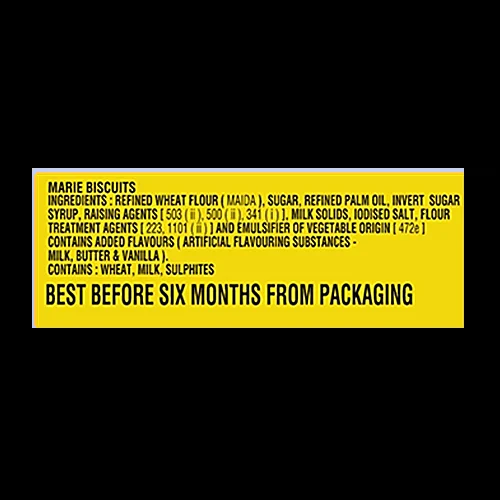 MARIE BISCUITS
INGREDIENTS : REFINED WHEAT FLOUR ( MAIDA ), SUGAR, REFINED PALM OIL, INVERT SUGAR
SYRUP, RAISING AGENTS [ 503 ( ii ), 500 ( ii ), 341 ( i ) ], MILK SOLIDS, IODISED SALT, FLOUR
TREATMENT AGENTS [ 223, 1101 ( ii ) ] AND EMULSIFIER OF VEGETABLE ORIGIN [ 472e ]
CONTAINS ADDED FLAVOURS ( ARTIFICIAL FLAVOURING SUBSTANCES -
MILK, BUTTER & VANILLA ).
CONTAINS : WHEAT, MILK, SULPHITES
BEST BEFORE SIX MONTHS FROM PACKAGING